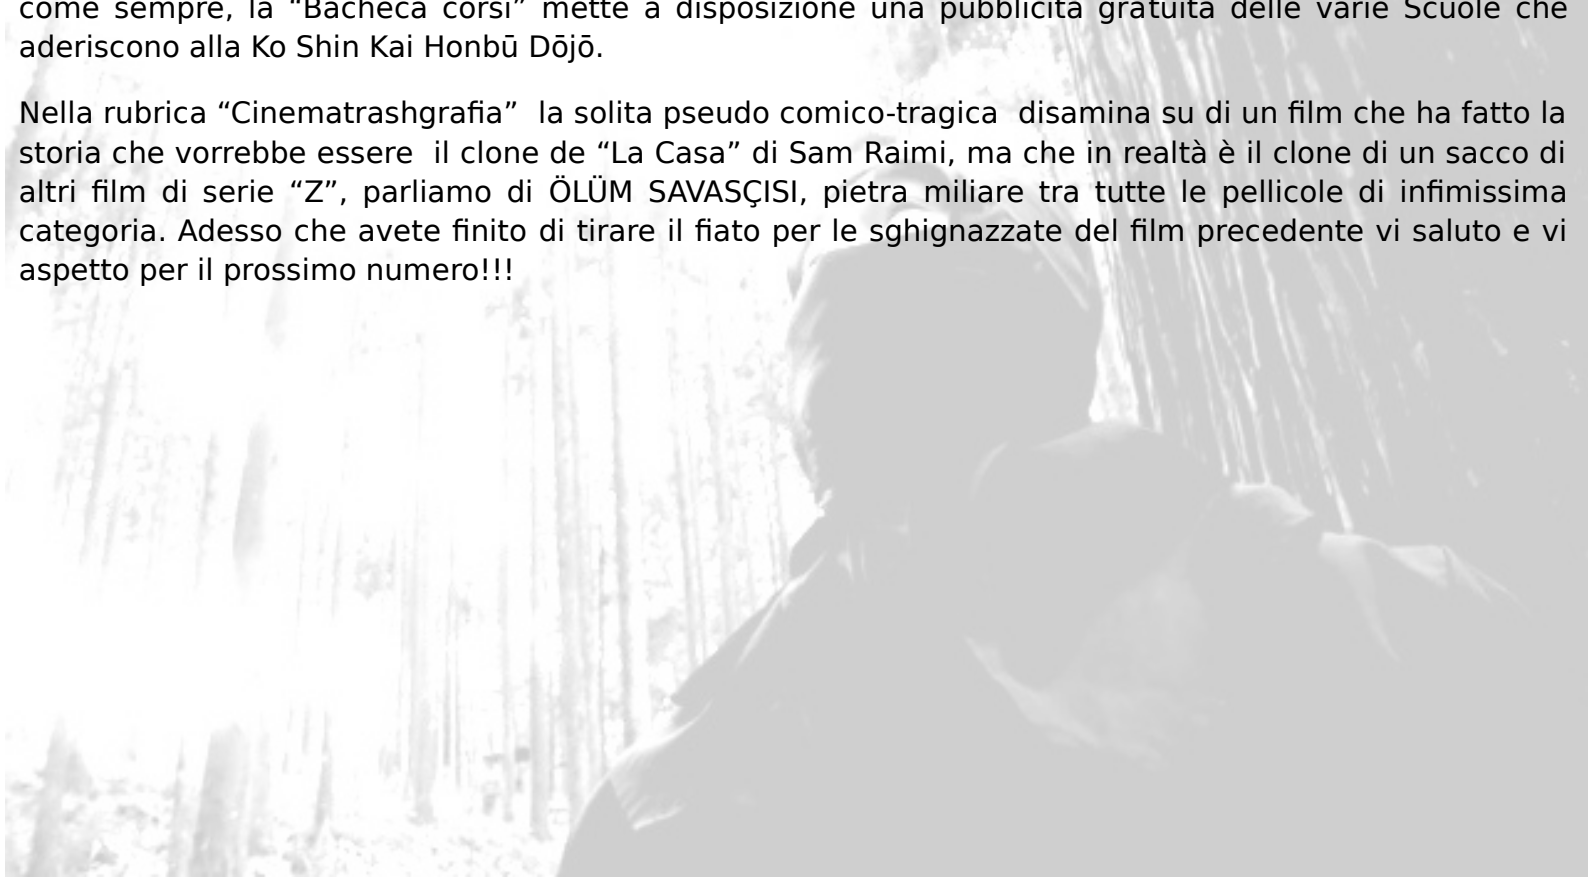 come sempre, la “Bacheca corsi” mette a disposizione una pubblicità gratuita delle varie Scuole che
aderiscono alla Ko Shin Kai Honbū Dōjō.
Nella rubrica “Cinematrashgrafia”  la solita pseudo comico-tragica  disamina su di un film che ha fatto la
storia che vorrebbe essere  il clone de “La Casa” di Sam Raimi, ma che in realtà è il clone di un sacco di
altri film di serie “Z”, parliamo di ÖLÜM SAVASÇISI, pietra miliare tra tutte le pellicole di infimissima
categoria. Adesso che avete finito di tirare il fiato per le sghignazzate del film precedente vi saluto e vi
aspetto per il prossimo numero!!!